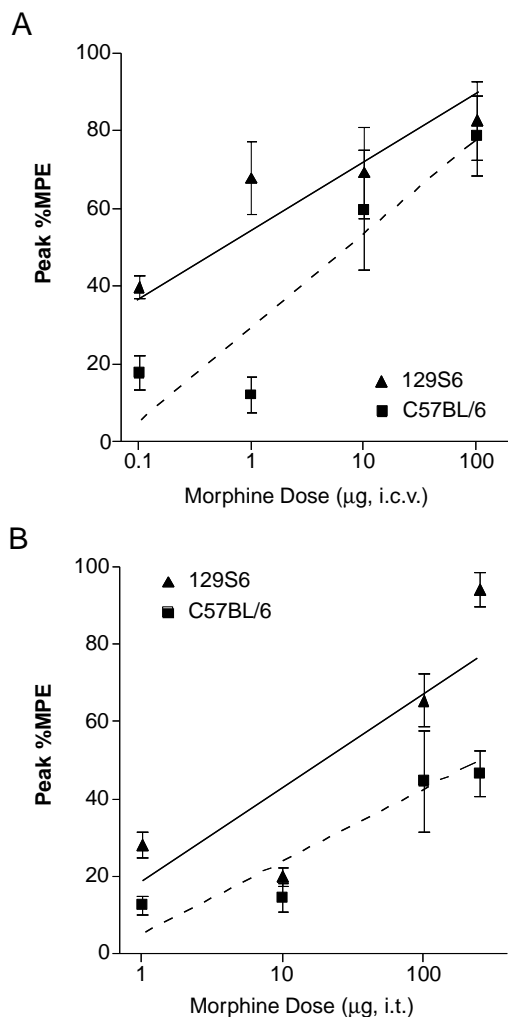 A
100
80
60
40
20
0
Peak %MPE
129S6
C57BL/6
0.1 1 10 100
Morphine Dose (μg, i.c.v.)
B
100
80
60
40
20
0
Peak %MPE
129S6
C57BL/6
1 10 100
Morphine Dose (μg, i.t.)